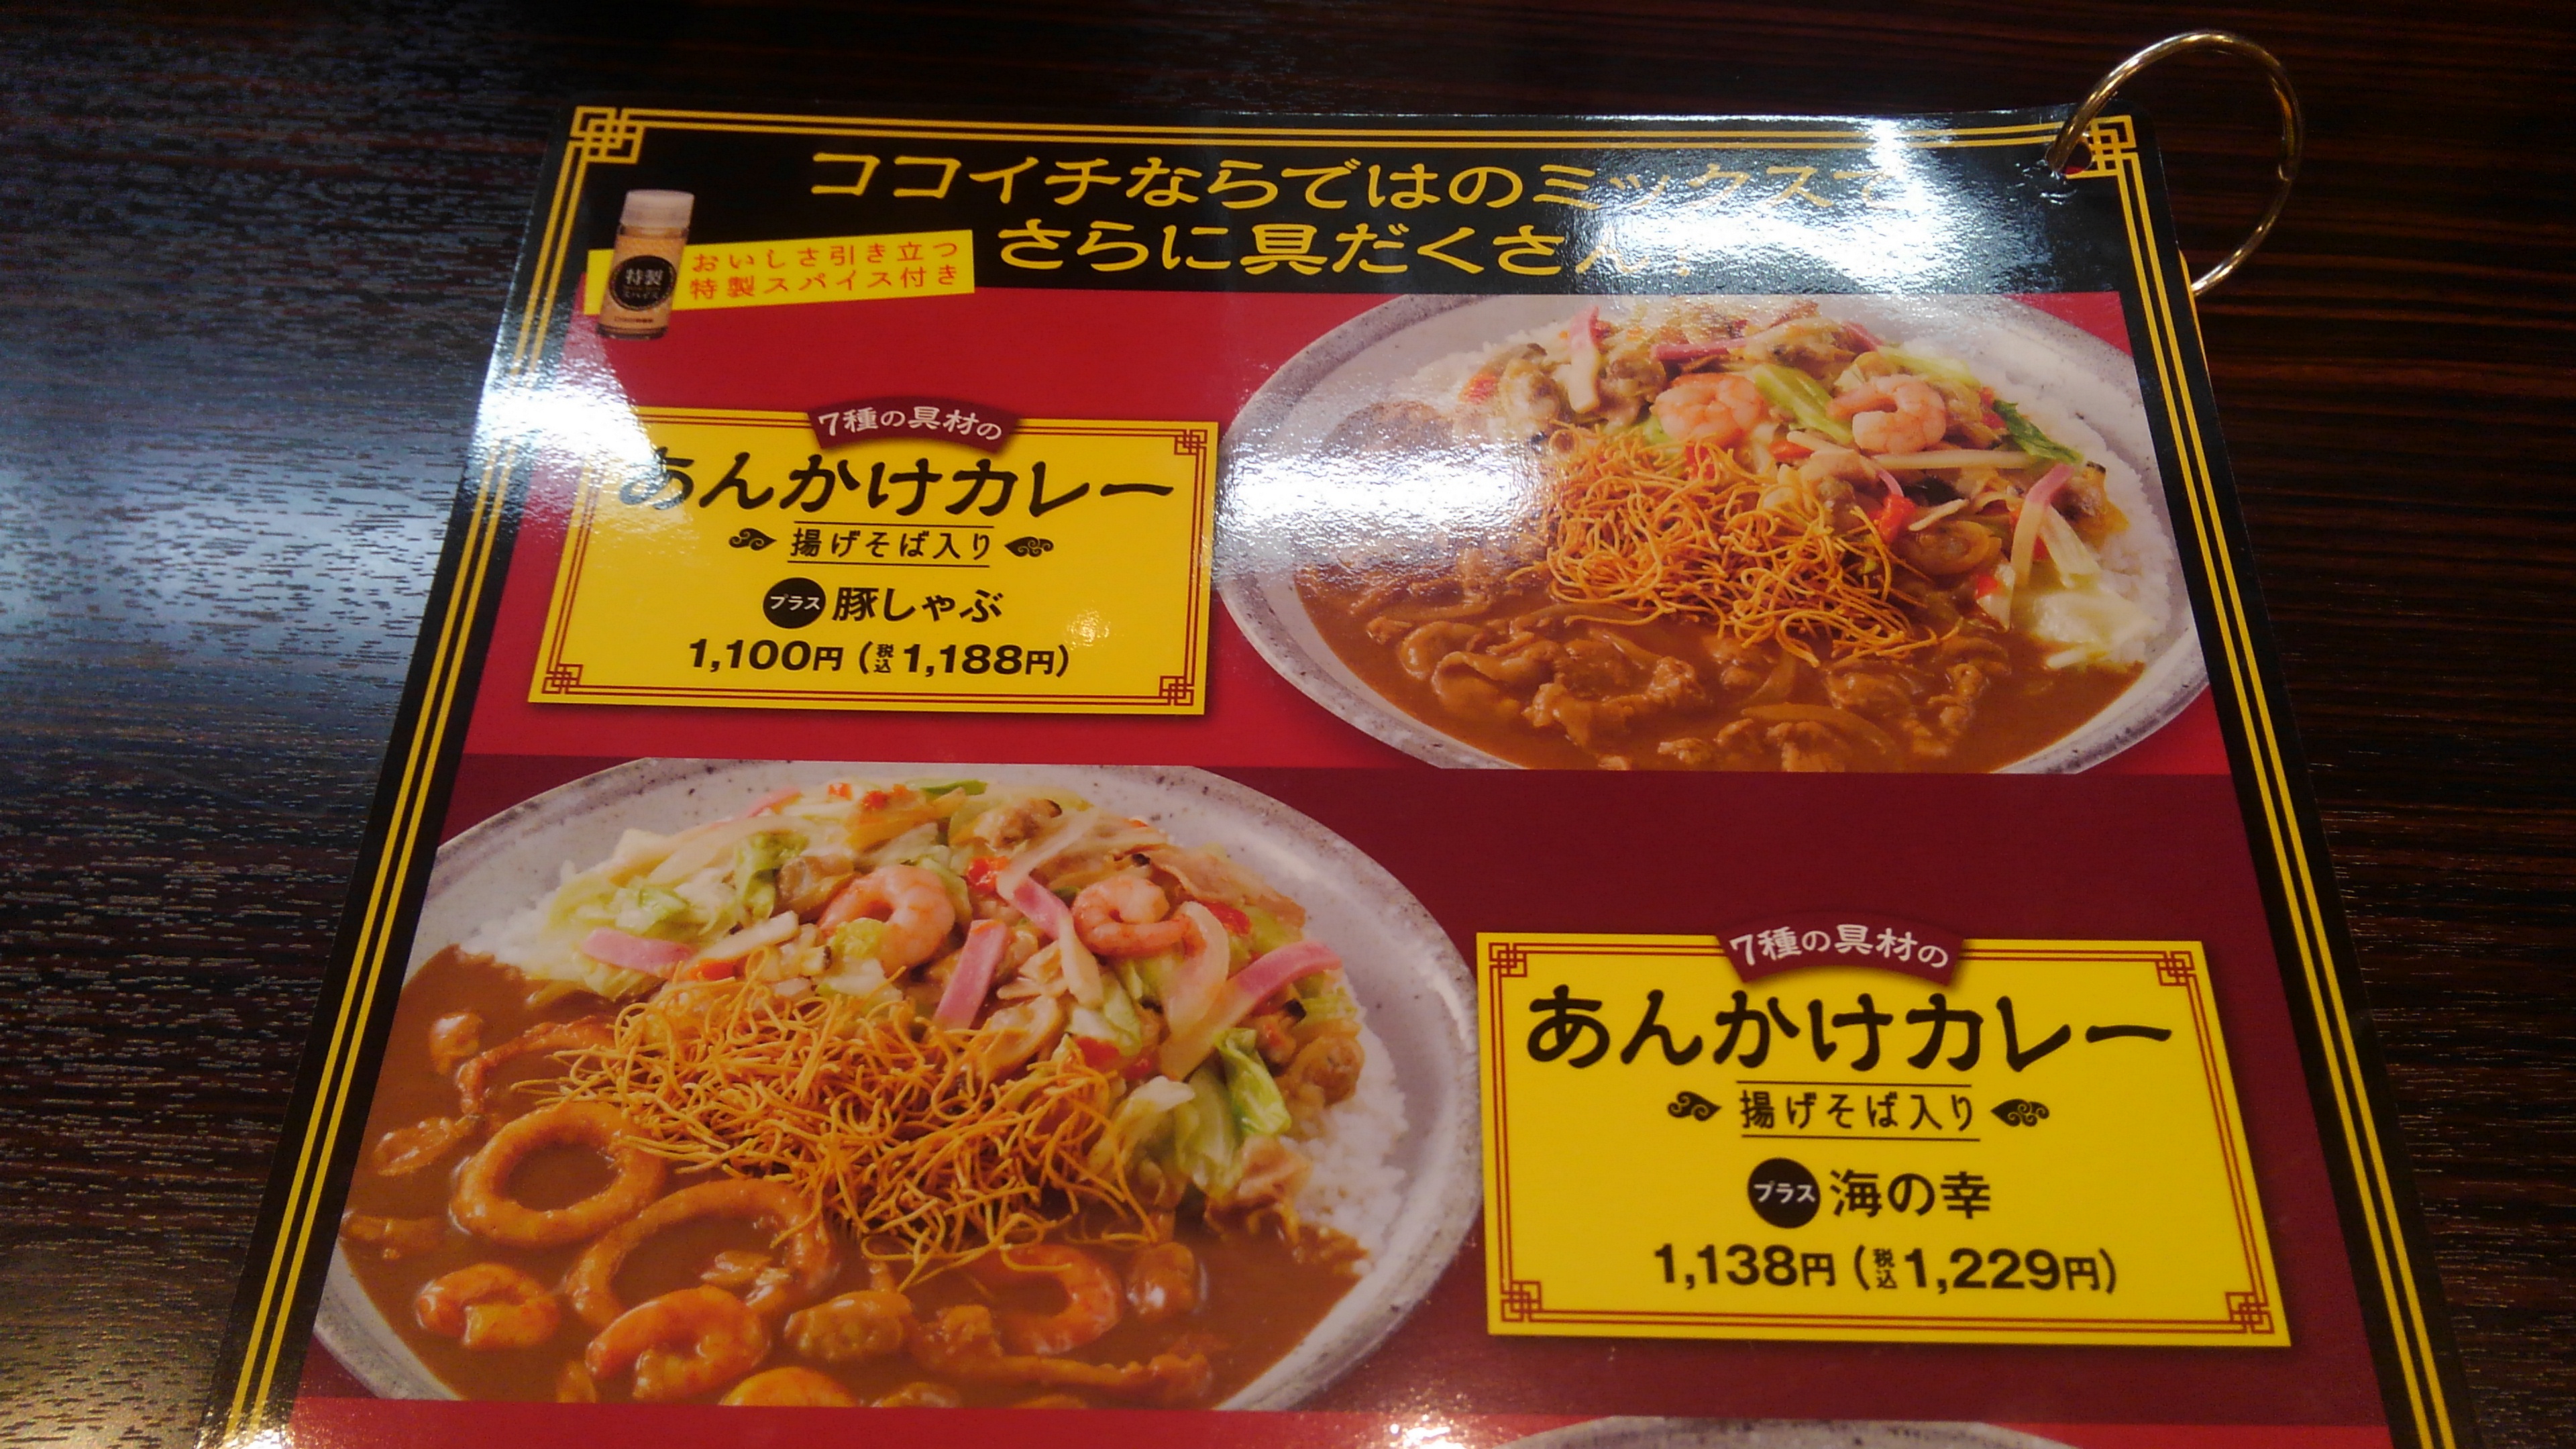 ココイチならではのミックスで
さらに具だくさん！
おいしさ引き立つ
特製スパイス付き
特製
7種の具材の
あんかけカレー
揚げそば入り
プラス 豚しゃぶ
1,100円（税込1,188円）
7種の具材の
あんかけカレー
揚げそば入り
プラス 海の幸
1,138円（税込1,229円）